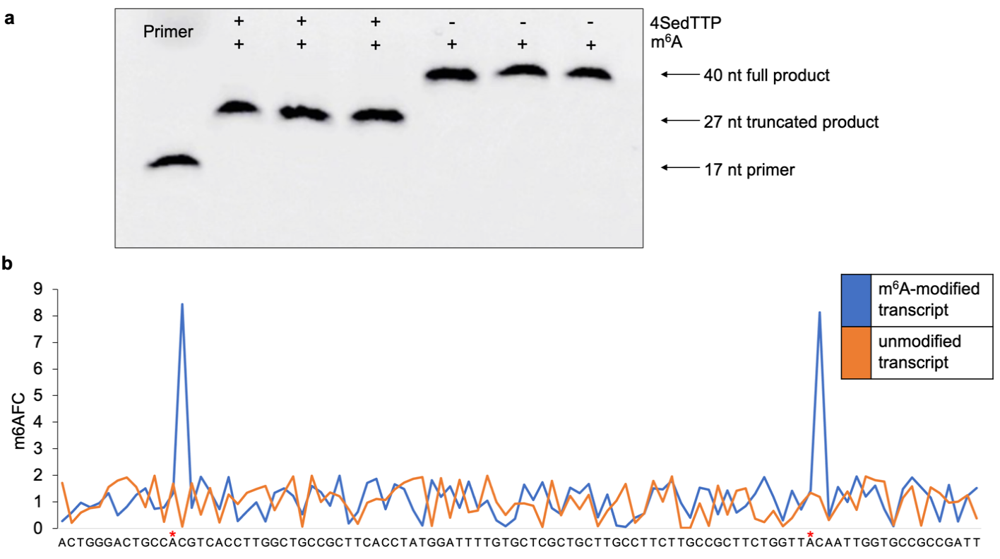 a
Primer
+ + + - - - 4SedTTP
+ + + + + + m⁶A
40 nt full product
27 nt truncated product
17 nt primer
b
m⁶A-modified
transcript
unmodified
transcript
m6AFC
9
8
7
6
5
4
3
2
1
0
* *
ACTGGGACTGCCACGTCACCTTGGCTGCCGCTTCACCTATGGATTTTGTGCTCGCTGCTTGCCTTCTTGCCGCTTCTGGTTACAATTGGTGCCGCCGATT